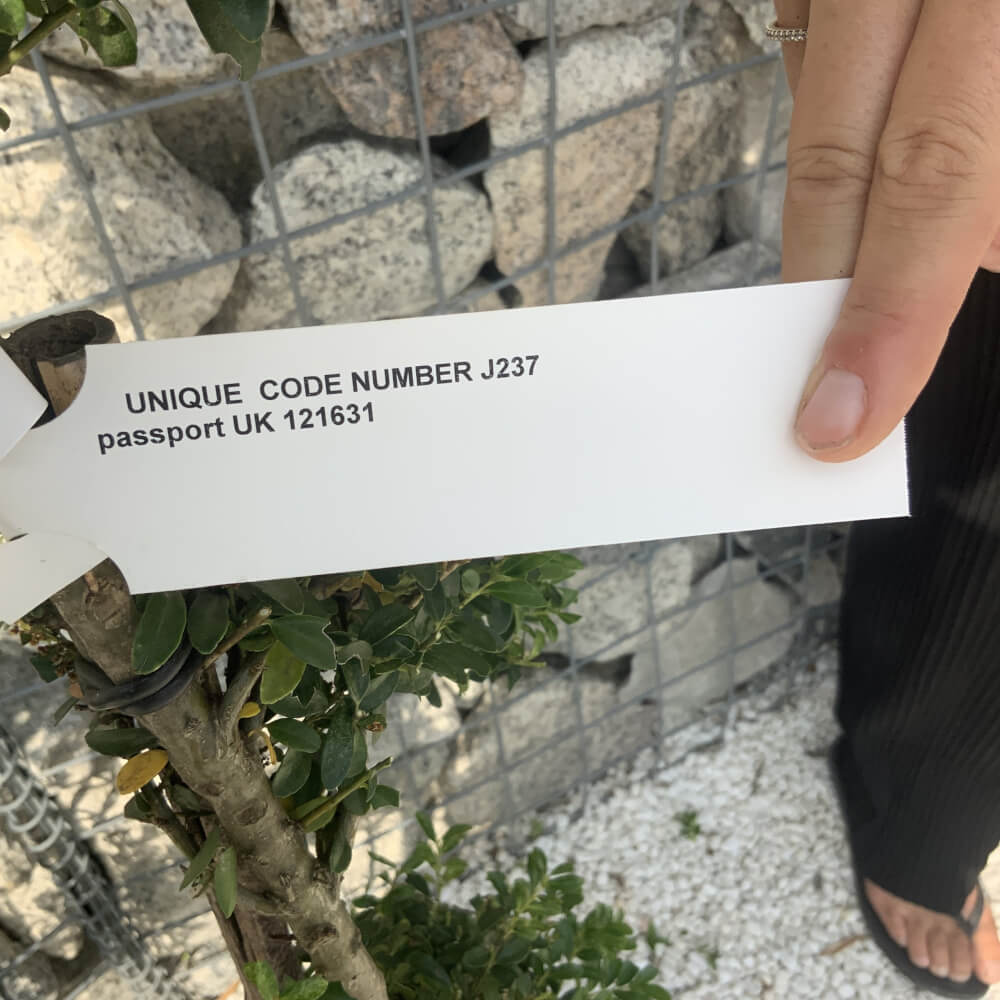 UNIQUE  CODE NUMBER J237
passport UK 121631